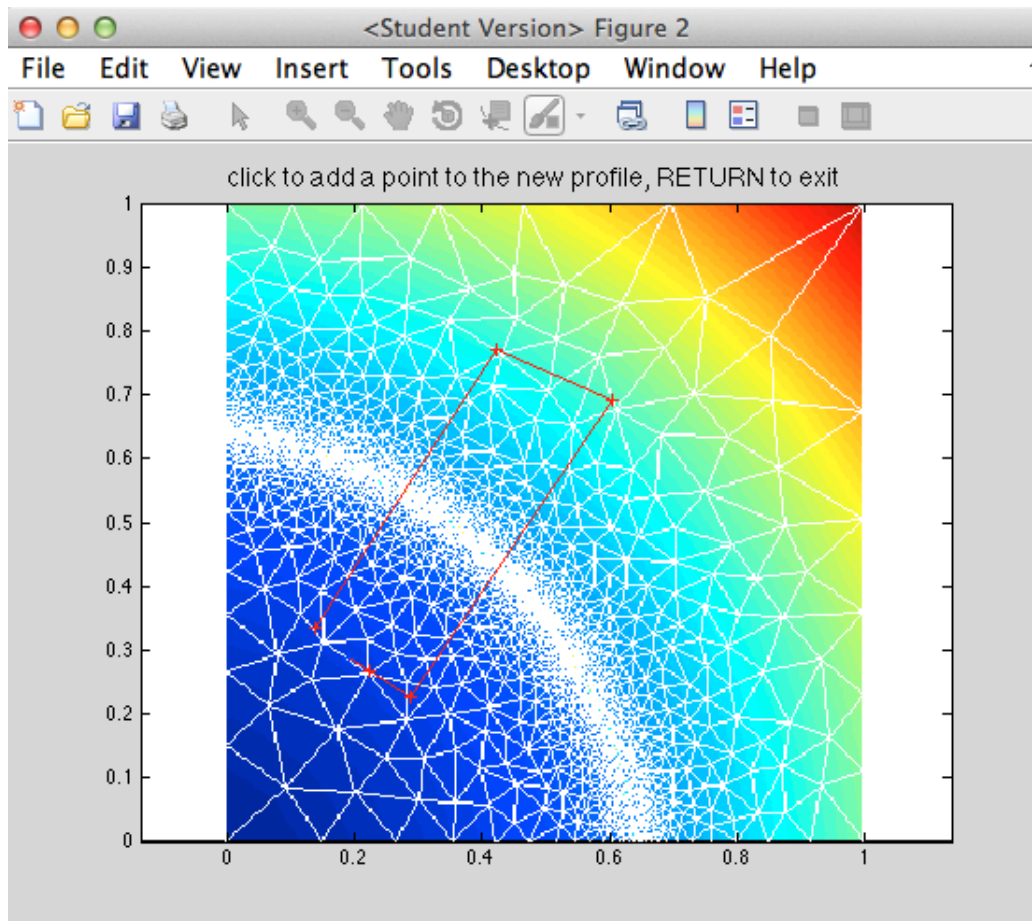 <Student Version> Figure 2
File Edit View Insert Tools Desktop Window Help
click to add a point to the new profile, RETURN to exit
1
0.9
0.8
0.7
0.6
0.5
0.4
0.3
0.2
0.1
0
0 0.2 0.4 0.6 0.8 1